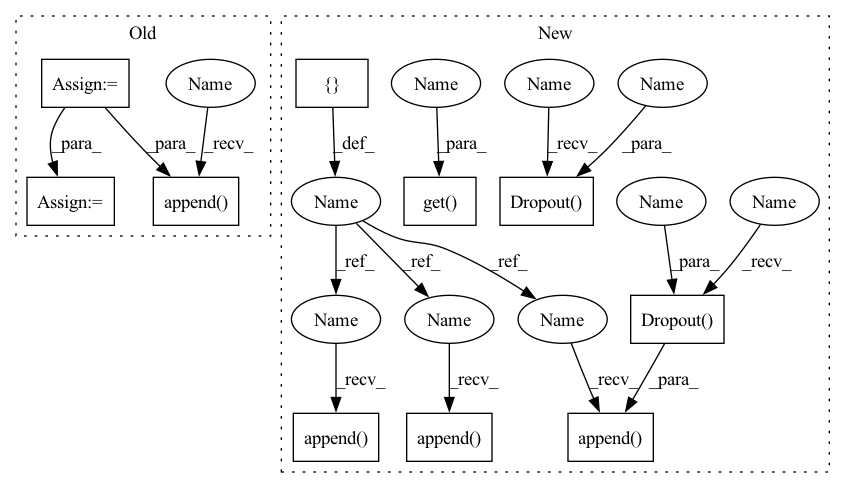 Old
New
Assign:=
Name
{}
Name
Name
Name
_para_
_para_
_recv_
_def_
_para_
_recv_
_para_
Assign:=
append()
Name
get()
Dropout()
Name
Name
_ref_
_ref_
_ref_
_para_
_recv_
Name
Name
Name
Dropout()
_recv_
_recv_
_recv_
_para_
append()
append()
append()